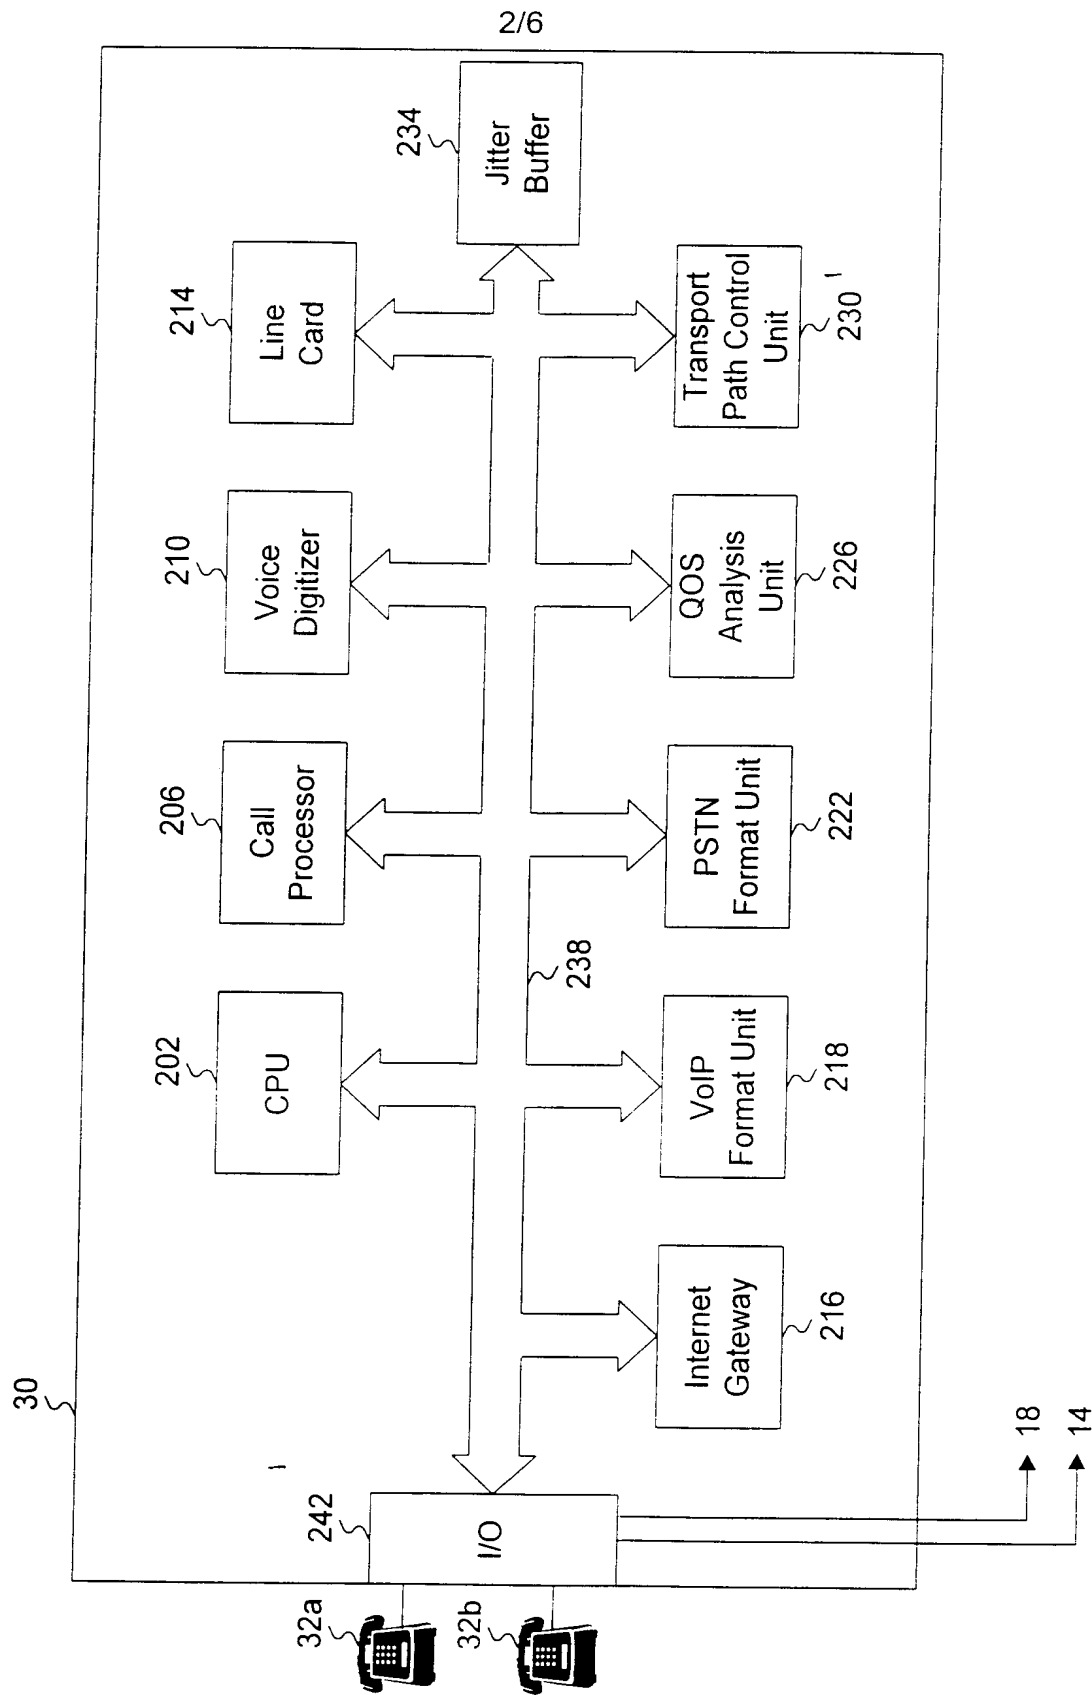 2/6
30
202
CPU
206
Call
Processor
210
Voice
Digitizer
214
Line
Card
234
Jitter
Buffer
242
I/O
32a
32b
238
Internet
Gateway
216
VoIP
Format Unit
218
PSTN
Format Unit
222
QOS
Analysis
Unit
226
Transport
Path Control
Unit
230
18
14